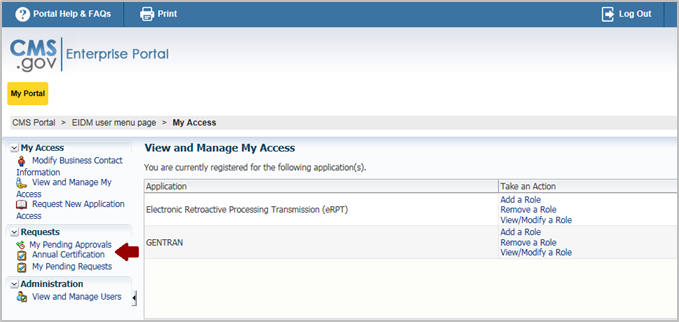 Portal Help & FAQs
Print
Log Out
CMS
.gov
Enterprise Portal
My Portal
CMS Portal > EIDM user menu page > My Access
My Access
Modify Business Contact
Information
View and Manage My
Access
Request New Application
Access
Requests
My Pending Approvals
Annual Certification
My Pending Requests
Administration
View and Manage Users
View and Manage My Access
You are currently registered for the following application(s).
Application
Take an Action
Electronic Retroactive Processing Transmission (eRPT)
Add a Role
Remove a Role
View/Modify a Role
GENTRAN
Add a Role
Remove a Role
View/Modify a Role